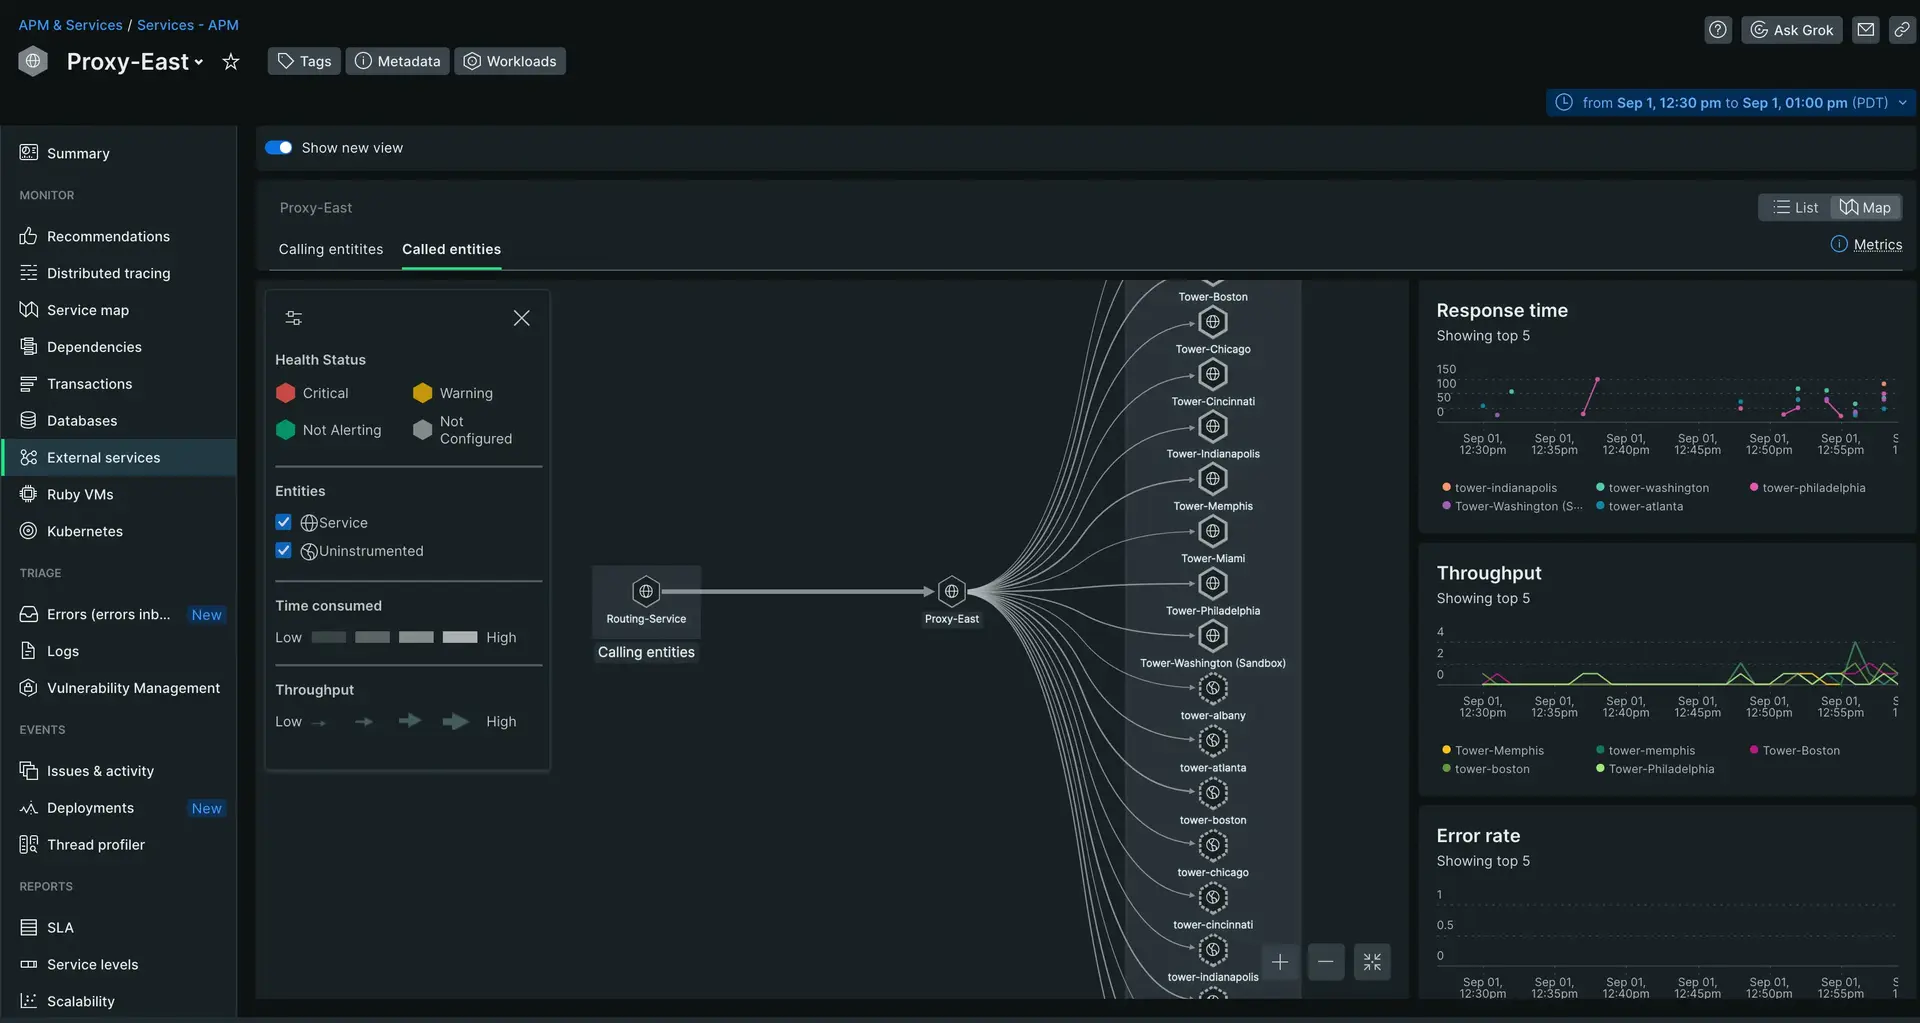 APM & Services / Services - APM
Proxy-East
Tags
Metadata
Workloads
Ask Grok
from Sep 1, 12:30 pm to Sep 1, 01:00 pm (PDT)
Summary
MONITOR
Recommendations
Distributed tracing
Service map
Dependencies
Transactions
Databases
External services
Ruby VMs
Kubernetes
TRIAGE
Errors (errors inb... New
Logs
Vulnerability Management
EVENTS
Issues & activity
Deployments New
Thread profiler
REPORTS
SLA
Service levels
Scalability
Show new view
Proxy-East
List
Map
Calling entitites
Called entities
Metrics
Health Status
Critical
Warning
Not Alerting
Not
Configured
Entities
Service
Uninstrumented
Time consumed
Low High
Throughput
Low High
Routing-Service
Calling entities
Proxy-East
Tower-Boston
Tower-Chicago
Tower-Cincinnati
Tower-Indianapolis
Tower-Memphis
Tower-Miami
Tower-Philadelphia
Tower-Washington (Sandbox)
tower-albany
tower-atlanta
tower-boston
tower-chicago
tower-cincinnati
tower-indianapolis
Response time
Showing top 5
150
100
50
0
Sep 01, Sep 01, Sep 01, Sep 01, Sep 01, Sep 01, S
12:30pm 12:35pm 12:40pm 12:45pm 12:50pm 12:55pm 1
tower-indianapolis tower-washington tower-philadelphia
Tower-Washington (S... tower-atlanta
Throughput
Showing top 5
4
2
0
Sep 01, Sep 01, Sep 01, Sep 01, Sep 01, Sep 01, S
12:30pm 12:35pm 12:40pm 12:45pm 12:50pm 12:55pm 1
Tower-Memphis tower-memphis Tower-Boston
tower-boston Tower-Philadelphia
Error rate
Showing top 5
1
0.5
0
Sep 01, Sep 01, Sep 01, Sep 01, Sep 01, Sep 01, S
12:30pm 12:35pm 12:40pm 12:45pm 12:50pm 12:55pm 1